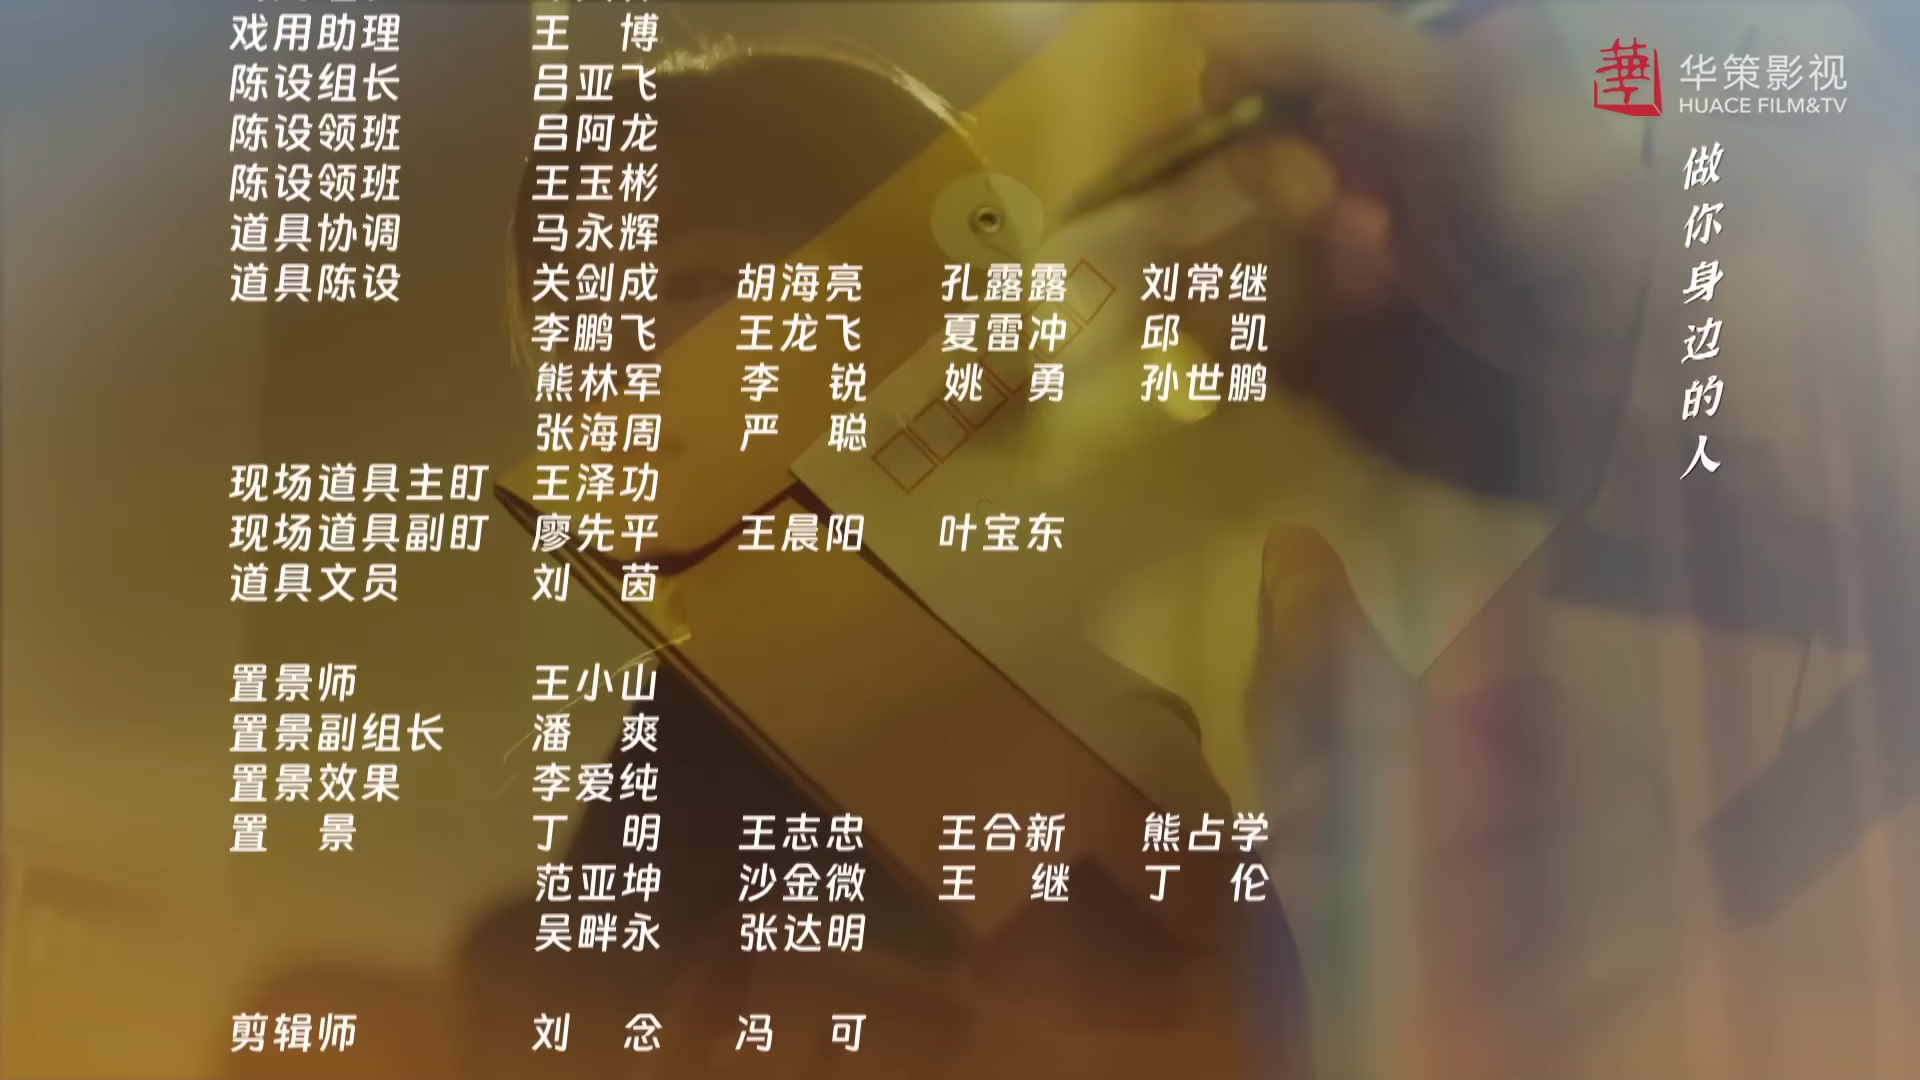 戏用助理 王 博
陈设组长 吕亚飞
陈设领班 吕阿龙
陈设领班 王玉彬
道具协调 马永辉
道具陈设 关剑成 胡海亮 孔露露 刘常继
李鹏飞 王龙飞 夏雷冲 邱 凯
熊林军 李 锐 姚 勇 孙世鹏
张海周 严 聪
现场道具主盯 王泽功
现场道具副盯 廖先平 王晨阳 叶宝东
道具文员 刘 茵
置景师 王小山
置景副组长 潘 爽
置景效果 李爱纯
置 景 丁 明 王志忠 王合新 熊占学
范亚坤 沙金微 王 继 丁 伦
吴畔永 张达明
剪辑师 刘 念 冯 可
華 华策影视
HUACE FILM&TV
做你身边的人